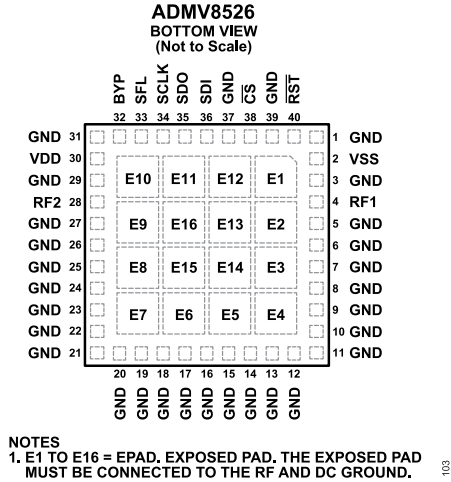 ADMV8526
BOTTOM VIEW
(Not to Scale)
BYP SFL SCLK SDO SDI GND CS GND RST
32 33 34 35 36 37 38 39 40
GND 31 1 GND
VDD 30 2 VSS
GND 29 E10 E11 E12 E1 3 GND
RF2 28 4 RF1
GND 27 E9 E16 E13 E2 5 GND
GND 26 6 GND
GND 25 E8 E15 E14 E3 7 GND
GND 24 8 GND
GND 23 E7 E6 E5 E4 9 GND
GND 22 10 GND
GND 21 11 GND
20 19 18 17 16 15 14 13 12
GND GND GND GND GND GND GND GND GND
NOTES
1. E1 TO E16 = EPAD. EXPOSED PAD. THE EXPOSED PAD
MUST BE CONNECTED TO THE RF AND DC GROUND.
103